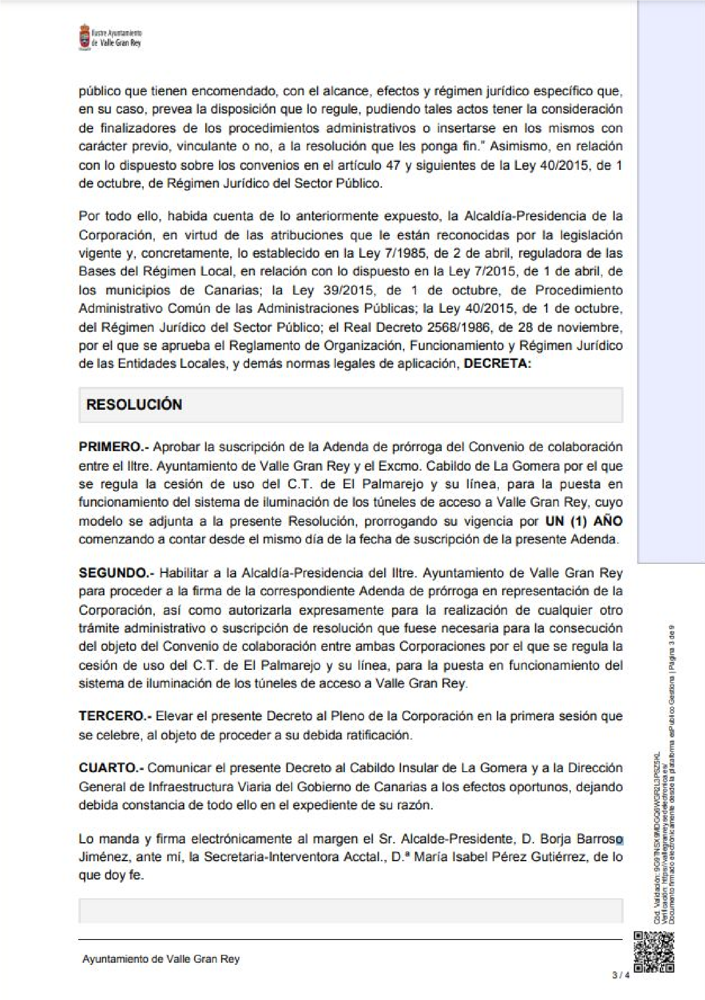 Ilustre Ayuntamiento
de Valle Gran Rey
público que tienen encomendado, con el alcance, efectos y régimen jurídico específico que,
en su caso, prevea la disposición que lo regule, pudiendo tales actos tener la consideración
de finalizadores de los procedimientos administrativos o insertarse en los mismos con
carácter previo, vinculante o no, a la resolución que les ponga fin." Asimismo, en relación
con lo dispuesto sobre los convenios en el artículo 47 y siguientes de la Ley 40/2015, de 1
de octubre, de Régimen Jurídico del Sector Público.
Por todo ello, habida cuenta de lo anteriormente expuesto, la Alcaldía-Presidencia de la
Corporación, en virtud de las atribuciones que le están reconocidas por la legislación
vigente y, concretamente, lo establecido en la Ley 7/1985, de 2 de abril, reguladora de las
Bases del Régimen Local, en relación con lo dispuesto en la Ley 7/2015, de 1 de abril, de
los municipios de Canarias; la Ley 39/2015, de 1 de octubre, de Procedimiento
Administrativo Común de las Administraciones Públicas; la Ley 40/2015, de 1 de octubre,
del Régimen Jurídico del Sector Público; el Real Decreto 2568/1986, de 28 de noviembre,
por el que se aprueba el Reglamento de Organización, Funcionamiento y Régimen Jurídico
de las Entidades Locales, y demás normas legales de aplicación, DECRETA:
RESOLUCIÓN
PRIMERO.- Aprobar la suscripción de la Adenda de prórroga del Convenio de colaboración
entre el Iltre. Ayuntamiento de Valle Gran Rey y el Excmo. Cabildo de La Gomera por el que
se regula la cesión de uso del C.T. de El Palmarejo y su línea, para la puesta en
funcionamiento del sistema de iluminación de los túneles de acceso a Valle Gran Rey, cuyo
modelo se adjunta a la presente Resolución, prorrogando su vigencia por UN (1) AÑO
comenzando a contar desde el mismo día de la fecha de suscripción de la presente Adenda.
SEGUNDO.- Habilitar a la Alcaldía-Presidencia del Iltre. Ayuntamiento de Valle Gran Rey
para proceder a la firma de la correspondiente Adenda de prórroga en representación de la
Corporación, así como autorizarla expresamente para la realización de cualquier otro
trámite administrativo o suscripción de resolución que fuese necesaria para la consecución
del objeto del Convenio de colaboración entre ambas Corporaciones por el que se regula la
cesión de uso del C.T. de El Palmarejo y su línea, para la puesta en funcionamiento del
sistema de iluminación de los túneles de acceso a Valle Gran Rey.
TERCERO.- Elevar el presente Decreto al Pleno de la Corporación en la primera sesión que
se celebre, al objeto de proceder a su debida ratificación.
CUARTO.- Comunicar el presente Decreto al Cabildo Insular de La Gomera y a la Dirección
General de Infraestructura Viaria del Gobierno de Canarias a los efectos oportunos, dejando
debida constancia de todo ello en el expediente de su razón.
Lo manda y firma electrónicamente al margen el Sr. Alcalde-Presidente, D. Borja Barroso
Jiménez, ante mí, la Secretaria-Interventora Acctal., D.ª María Isabel Pérez Gutiérrez, de lo
que doy fe.
Ayuntamiento de Valle Gran Rey
3 / 4
Cód. Validación:
Verificación: https://vallegranrey.sedelectronica.es/
Documento firmado electrónicamente desde la plataforma esPublico Gestiona | Página 3 de 9